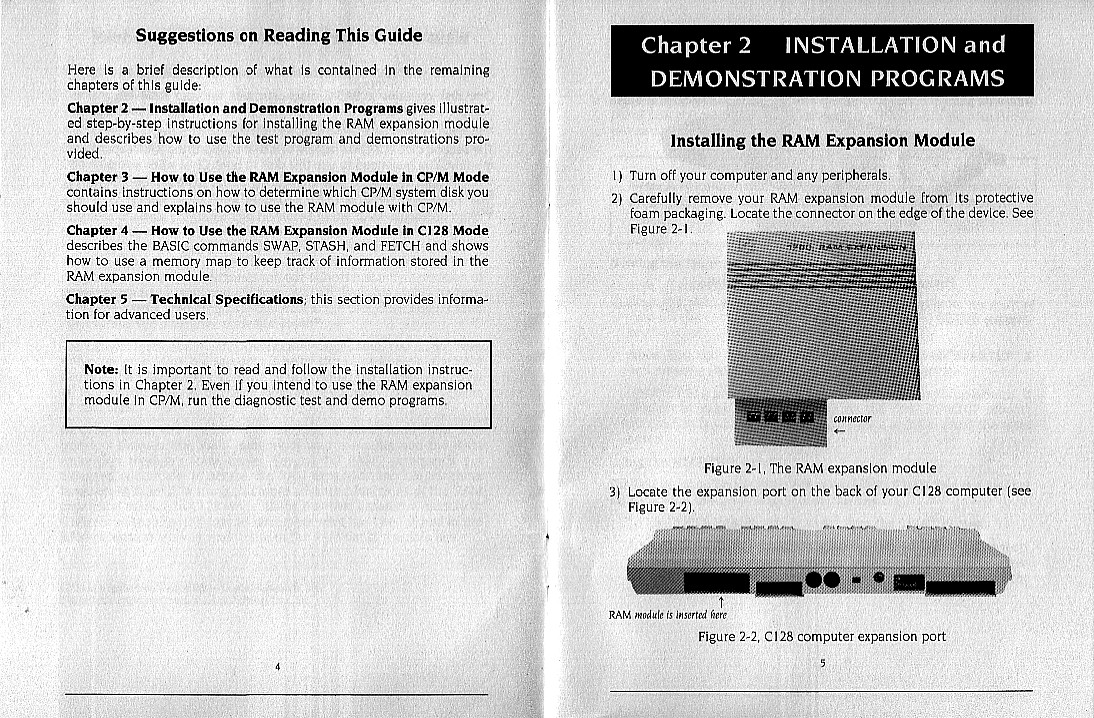 Suggestions on Reading This Guide
Here is a brief description of what is contained in the remaining
chapters of this guide:
Chapter 2 — Installation and Demonstration Programs gives illustrat-
ed step-by-step instructions for installing the RAM expansion module
and describes how to use the test program and demonstrations pro-
vided.
Chapter 3 — How to Use the RAM Expansion Module in CP/M Mode
contains instructions on how to determine which CP/M system disk you
should use and explains how to use the RAM module with CP/M.
Chapter 4 — How to Use the RAM Expansion Module in C128 Mode
describes the BASIC commands SWAP, STASH, and FETCH and shows
how to use a memory map to keep track of information stored in the
RAM expansion module.
Chapter 5 — Technical Specifications; this section provides informa-
tion for advanced users.
Note: It is important to read and follow the installation instruc-
tions in Chapter 2. Even if you intend to use the RAM expansion
module in CP/M, run the diagnostic test and demo programs.
4
Chapter 2 INSTALLATION and
DEMONSTRATION PROGRAMS
Installing the RAM Expansion Module
1) Turn off your computer and any peripherals.
2) Carefully remove your RAM expansion module from its protective
foam packaging. Locate the connector on the edge of the device. See
Figure 2-1.
RAM EXPANSION
connector
←
Figure 2-1, The RAM expansion module
3) Locate the expansion port on the back of your C128 computer (see
Figure 2-2).
↑
RAM module is inserted here
Figure 2-2, C128 computer expansion port
5